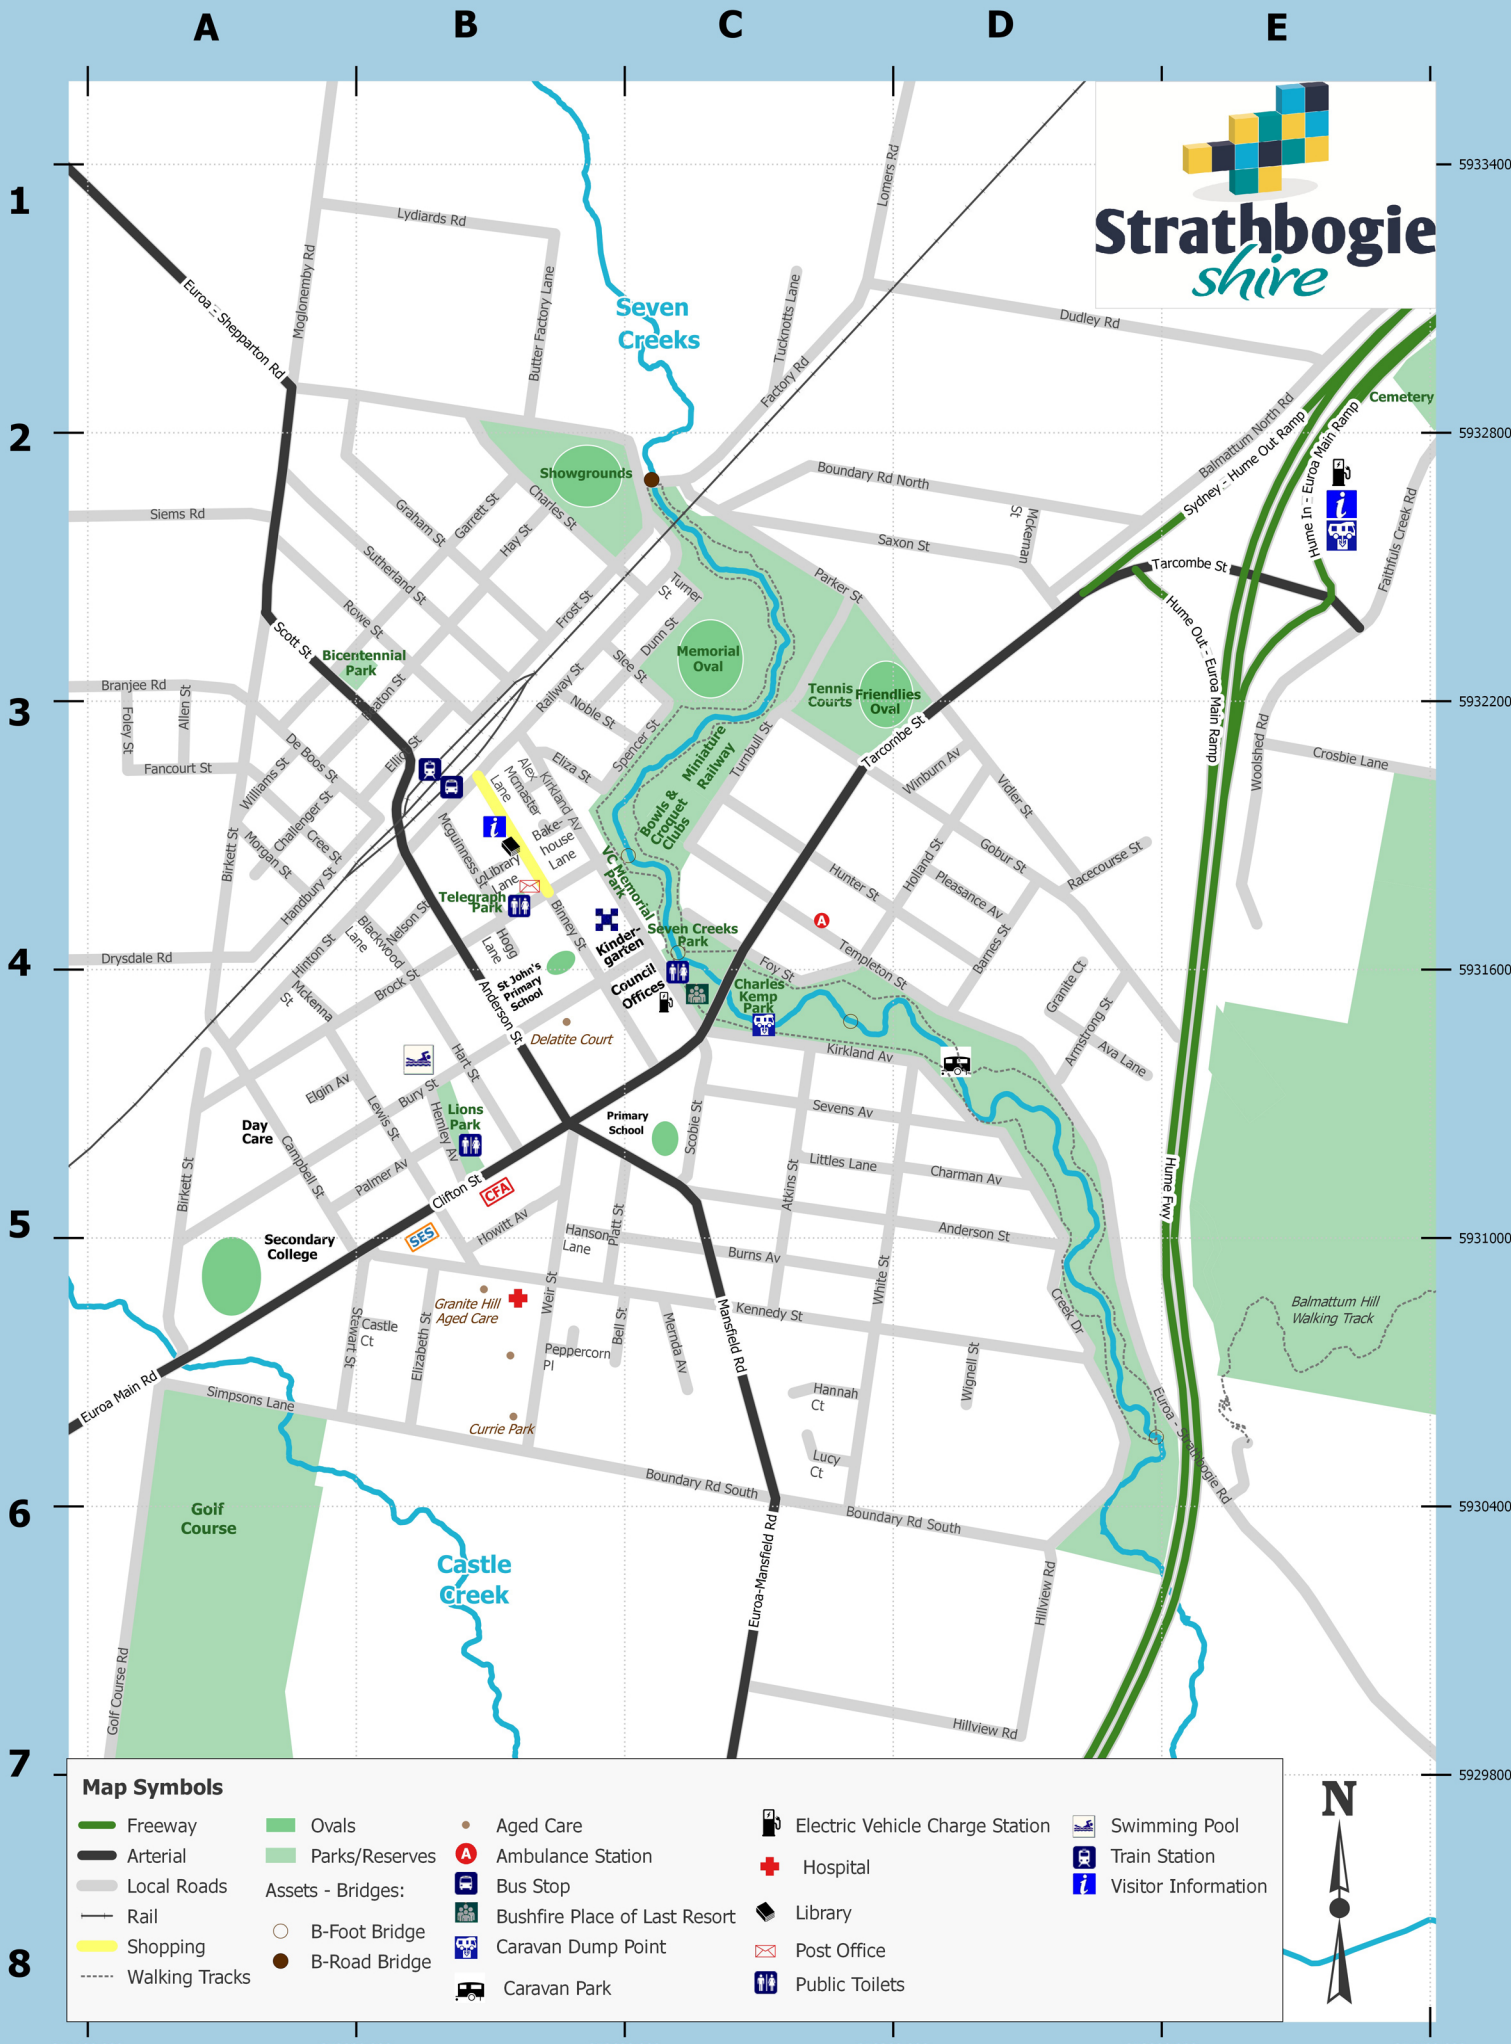 A
B
C
D
E
1
2
3
4
5
6
7
8
5933400
5932800
5932200
5931600
5931000
5930400
5929800
Strathbogie
shire
Lydiards Rd
Lomers Rd
Moglonemby Rd
Euroa - Shepparton Rd
Butter Factory Lane
Seven
Creeks
Tucknotts Lane
Factory Rd
Dudley Rd
Cemetery
Balmattum North Rd
Sydney - Hume Out Ramp
Hume In - Euroa Main Ramp
Showgrounds
Boundary Rd North
Mckernan
St
Siems Rd
Graham St
Garrett St
Charles St
Hay St
Saxon St
Faithfuls Creek Rd
Sutherland St
Tarcombe St
Turner
St
Parker St
Frost St
Rowe St
Hume Out - Euroa Main Ramp
Scott St
Dunn St
Bicentennial
Park
Slee St
Memorial
Oval
Branjee Rd
Railway St
Tennis
Courts
Friendlies
Oval
Foley St
Allen St
Noble St
Tarcombe St
De Boos St
Elliot St
Spencer St
Miniature
Railway
Turnbull St
Woolshed Rd
Crosbie Lane
Fancourt St
Williams St
Eliza St
Alex
Mcmaster
Lane
Kirkland Av
Winburn Av
Vidler St
Challenger St
Bowls &
Croquet
Clubs
Mcguinness St
Bake-
house
Lane
Birkett St
Morgan St
Cree St
Library
Lane
VC Memorial
Park
Holland St
Gobur St
Racecourse St
Handbury St
Telegraph
Park
Hunter St
Pleasance Av
Blackwood
Lane
Nelson St
Binney St
Kinder-
garten
Seven Creeks
Park
Drysdale Rd
Hinton St
Hogg
Lane
Templeton St
Barnes St
Foy St
Mckenna
St
Brock St
St John's
Primary
School
Council
Offices
Charles
Kemp
Park
Granite Ct
Anderson St
Delatite Court
Kirkland Av
Armstrong St
Ava Lane
Hart St
Elgin Av
Bury St
Lewis St
Hemley Av
Lions
Park
Primary
School
Scobie St
Sevens Av
Day
Care
Campbell St
Palmer Av
Littles Lane
Charman Av
Birkett St
Clifton St
CFA
Atkins St
Hume Fwy
SES
Howitt Av
Hanson
Lane
Platt St
Anderson St
Secondary
College
Burns Av
White St
Weir St
Granite Hill
Aged Care
Kennedy St
Creek Dr
Balmattum Hill
Walking Track
Stewart St
Castle
Ct
Elizabeth St
Bell St
Mernda Av
Mansfield Rd
Peppercorn
Pl
Wignell St
Euroa Main Rd
Simpsons Lane
Hannah
Ct
Currie Park
Euroa - Strathbogie Rd
Lucy
Ct
Boundary Rd South
Boundary Rd South
Golf
Course
Castle
Creek
Euroa-Mansfield Rd
Hillview Rd
Golf Course Rd
Hillview Rd
Map Symbols
Freeway
Arterial
Local Roads
Rail
Shopping
Walking Tracks
Ovals
Parks/Reserves
Assets - Bridges:
B-Foot Bridge
B-Road Bridge
Aged Care
A
Ambulance Station
Bus Stop
Bushfire Place of Last Resort
Caravan Dump Point
Caravan Park
Electric Vehicle Charge Station
Hospital
Library
Post Office
Public Toilets
Swimming Pool
Train Station
Visitor Information
N